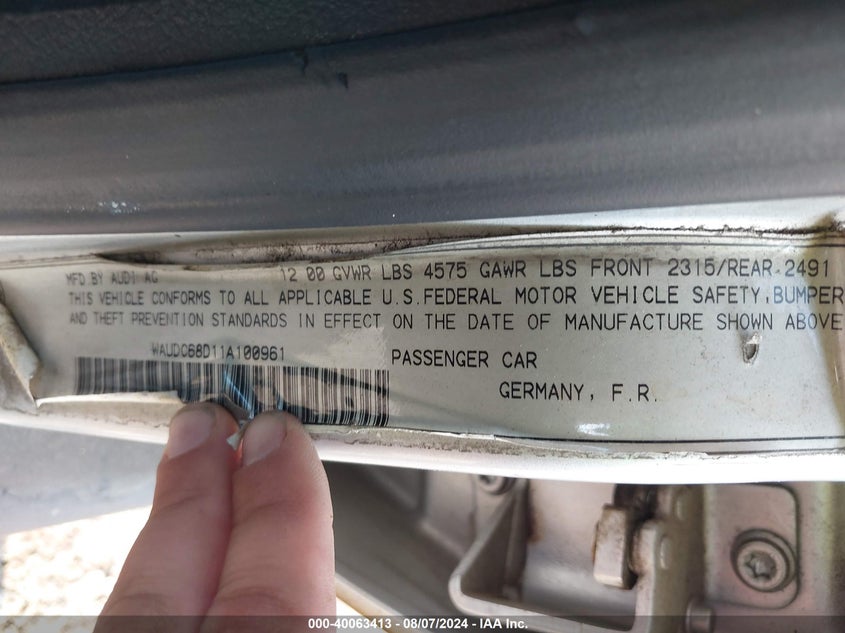 MFD BY AUDI AG 12 00 GVWR LBS 4575 GAWR LBS FRONT 2315/REAR 2491
THIS VEHICLE CONFORMS TO ALL APPLICABLE U.S.FEDERAL MOTOR VEHICLE SAFETY,BUMPER
AND THEFT PREVENTION STANDARDS IN EFFECT ON THE DATE OF MANUFACTURE SHOWN ABOVE
WAUDC68D11A100961 PASSENGER CAR
GERMANY, F.R.
000-40063413 - 08/07/2024 - IAA Inc.